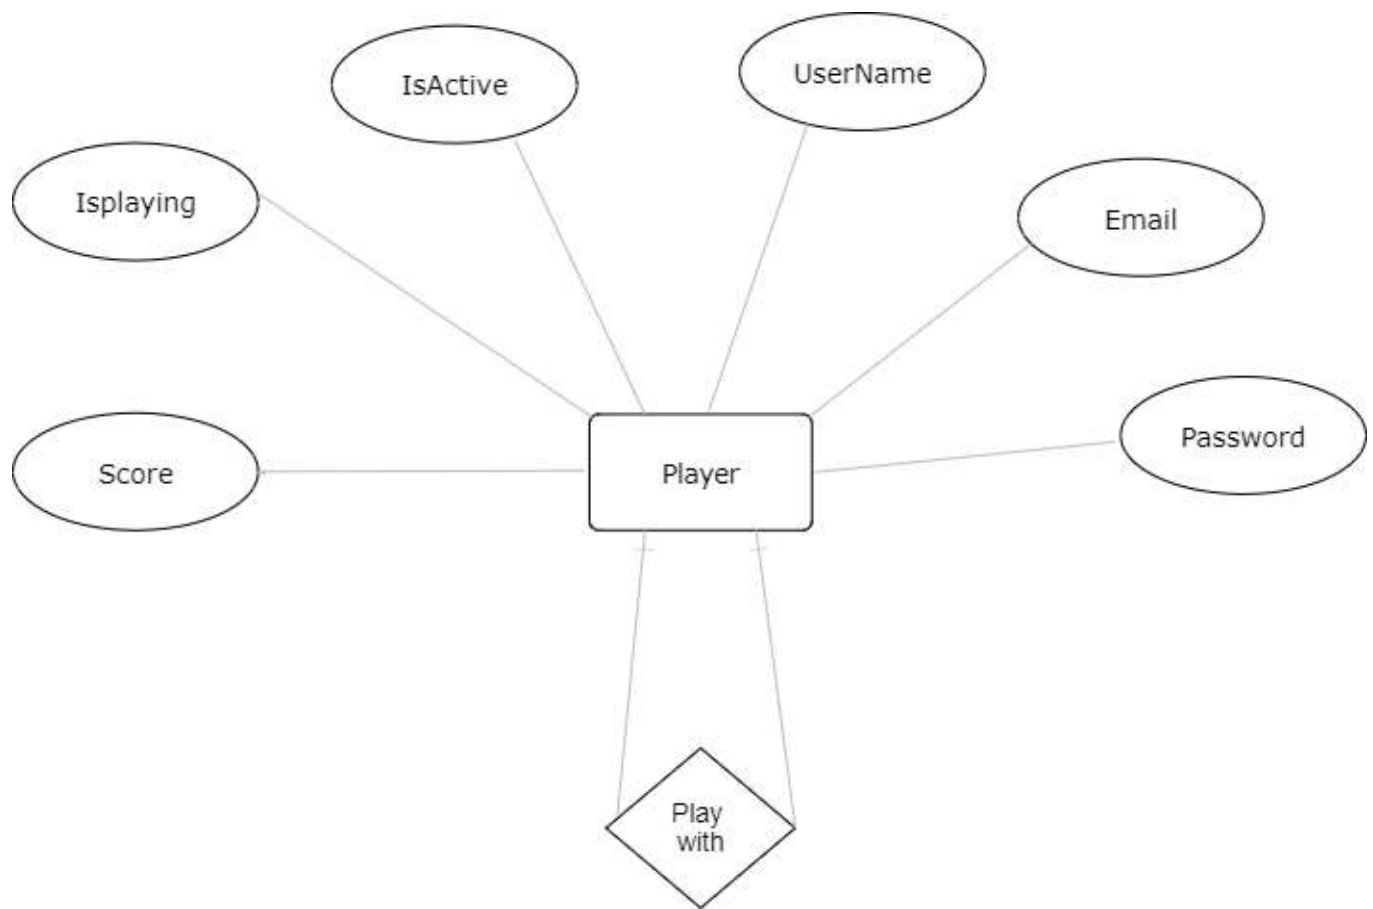 UserName
IsActive
Isplaying
Email
Password
Score
Player
Play
with